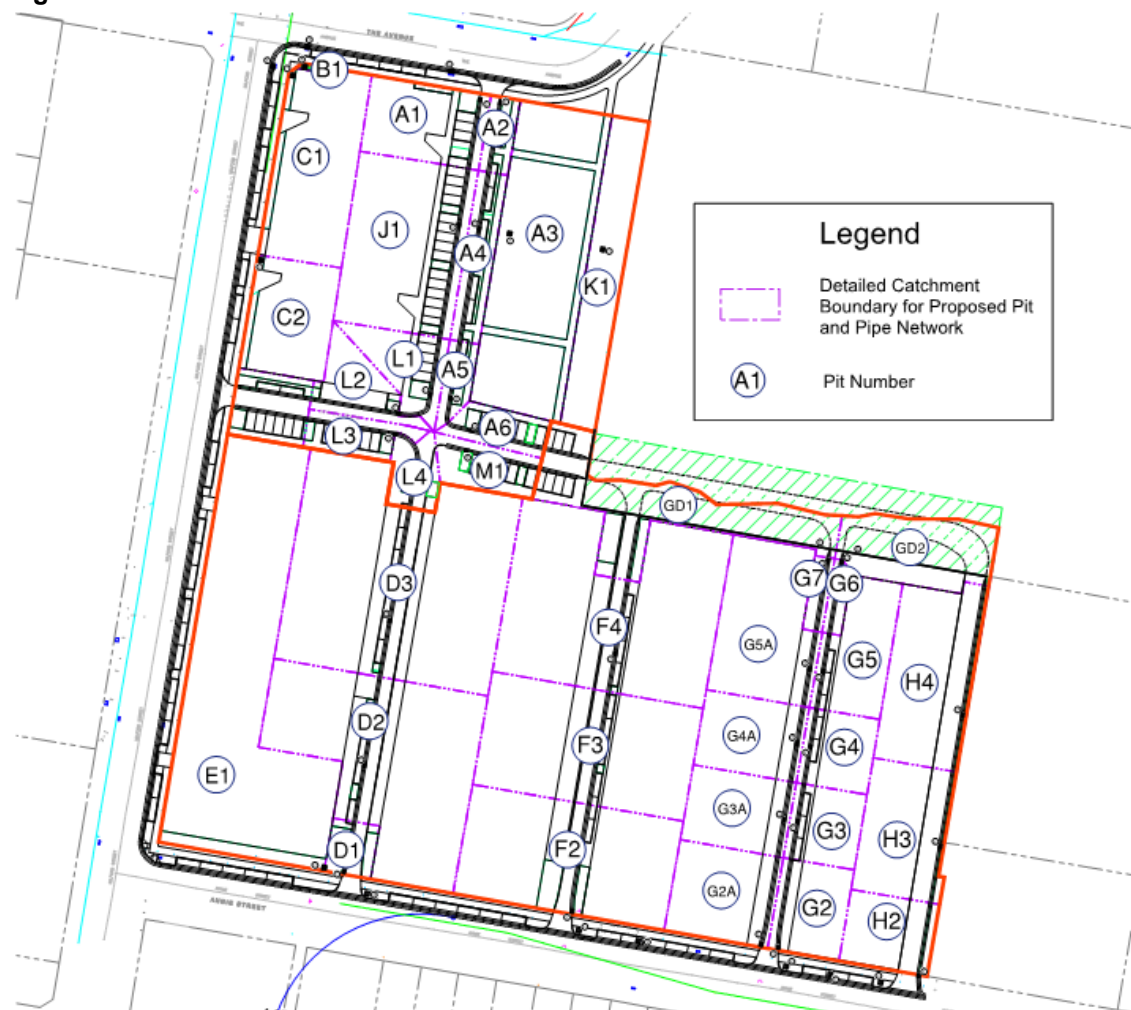 THE AVENUE
B1
A1
A2
C1
J1
A3
A4
K1
C2
L1
A5
L2
A6
L3
M1
L4
Legend
Detailed Catchment
Boundary for Proposed Pit
and Pipe Network
A1
Pit Number
GD1
GD2
D3
G7
G6
F4
G5A
G5
H4
D2
G4A
G4
F3
E1
G3A
G3
H3
D1
F2
G2A
G2
H2